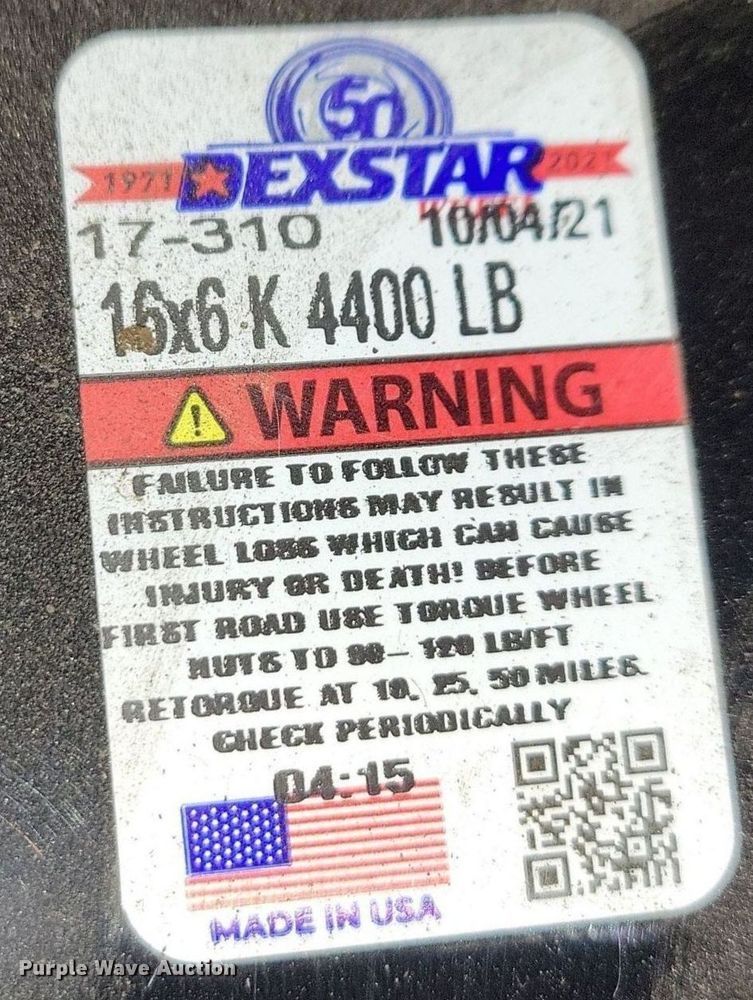 50
1971 DEXSTAR 2021
WHEEL
17-310 10/04/21
16x6 K 4400 LB
WARNING
FAILURE TO FOLLOW THESE
INSTRUCTIONS MAY RESULT IN
WHEEL LOSS WHICH CAN CAUSE
INJURY OR DEATH! BEFORE
FIRST ROAD USE TORQUE WHEEL
NUTS TO 90- 120 LB/FT
RETORQUE AT 10, 25, 50 MILES.
CHECK PERIODICALLY
04:15
MADE IN USA
Purple Wave Auction